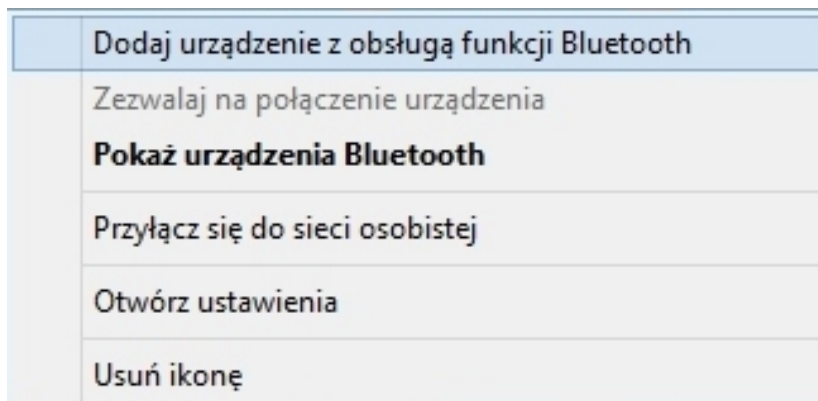 Dodaj urządzenie z obsługą funkcji Bluetooth
Zezwalaj na połączenie urządzenia
Pokaż urządzenia Bluetooth
Przyłącz się do sieci osobistej
Otwórz ustawienia
Usuń ikonę